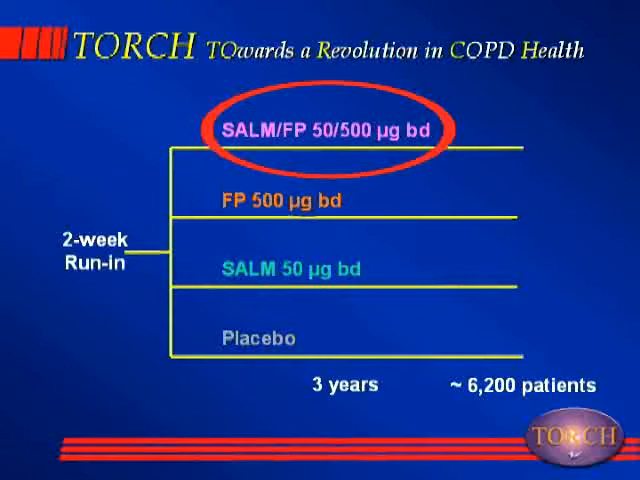 TORCH TOwards a Revolution in COPD Health
SALM/FP 50/500 µg bd
FP 500 µg bd
2-week
Run-in
SALM 50 µg bd
Placebo
3 years ~ 6,200 patients
TORCH